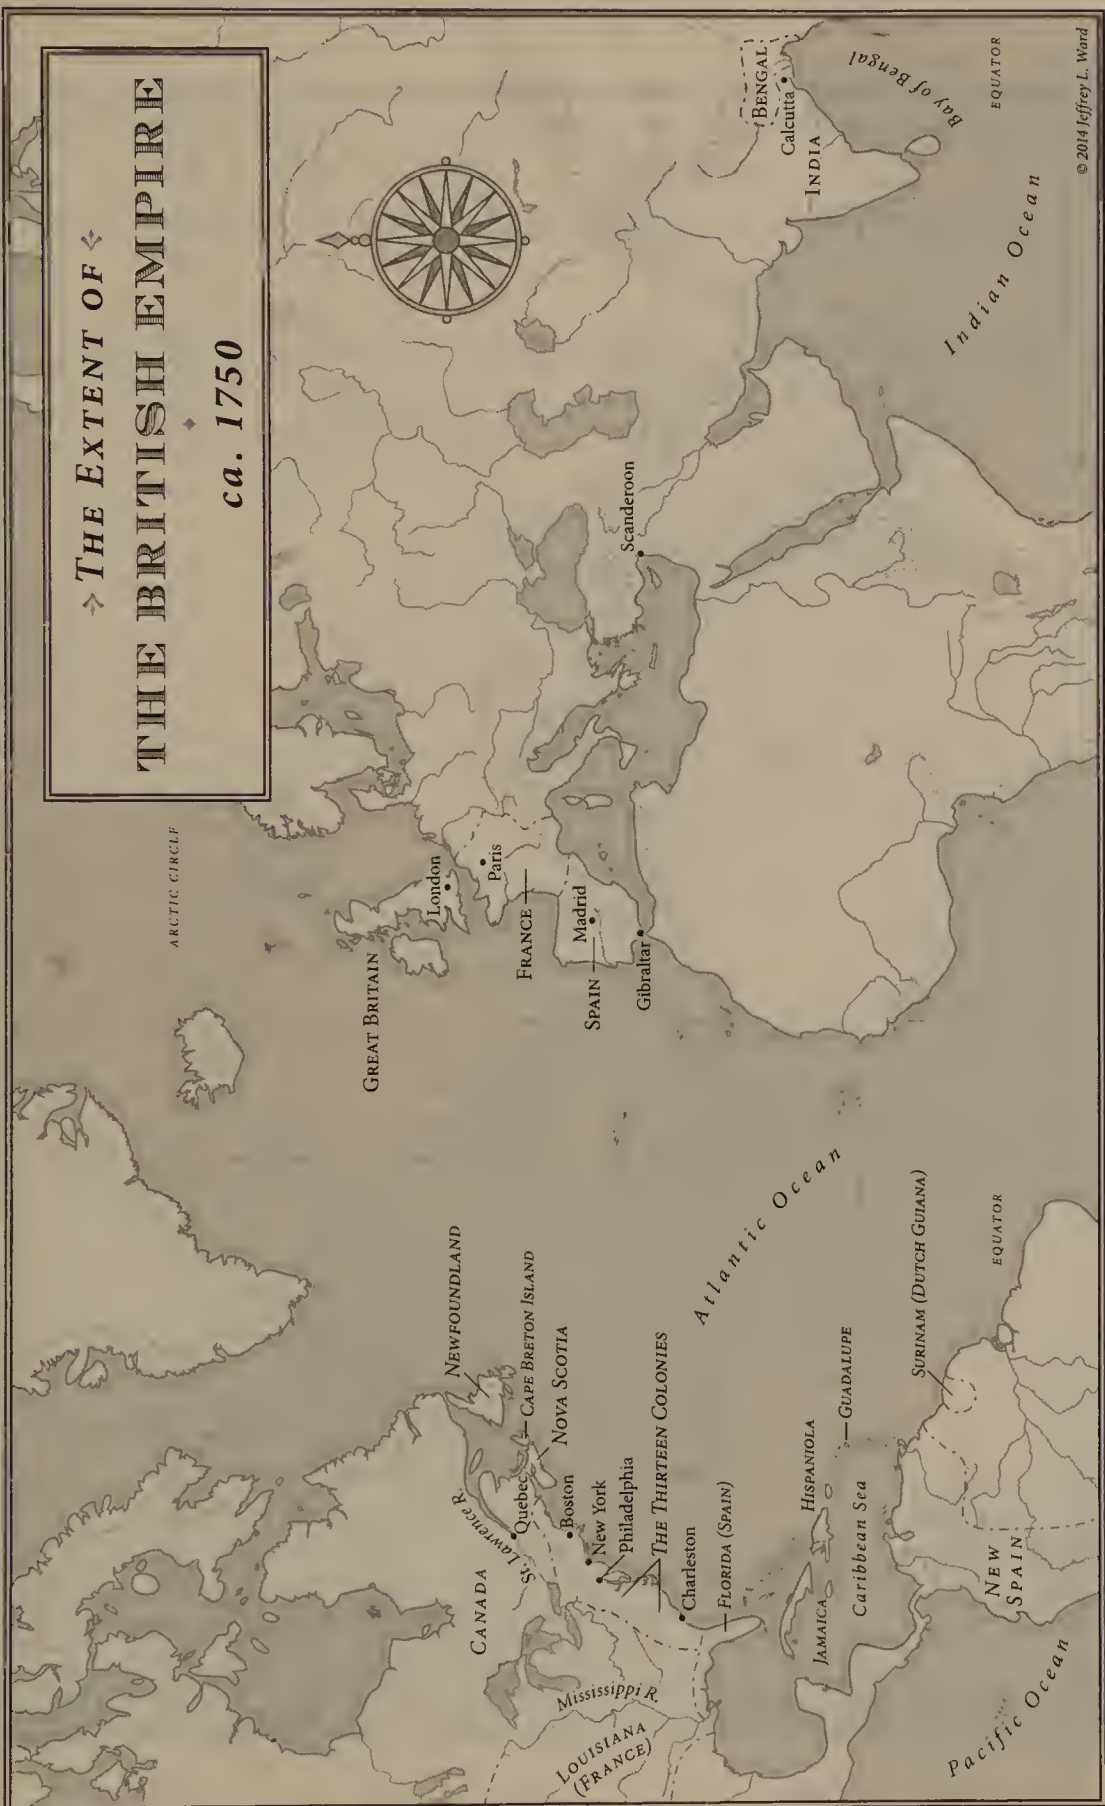 THE EXTENT OF
THE BRITISH EMPIRE
ca. 1750
ARCTIC CIRCLE
GREAT BRITAIN
London
Paris
FRANCE
Madrid
SPAIN
Gibraltar
Scanderoon
BENGAL
Calcutta
INDIA
Bay of Bengal
EQUATOR
Indian Ocean
NEWFOUNDLAND
CAPE BRETON ISLAND
NOVA SCOTIA
St. Lawrence R.
Quebec
CANADA
Boston
New York
Philadelphia
THE THIRTEEN COLONIES
Charleston
FLORIDA (SPAIN)
Mississippi R.
LOUISIANA
(FRANCE)
Atlantic Ocean
HISPANIOLA
JAMAICA
GUADALUPE
Caribbean Sea
SURINAM (DUTCH GUIANA)
EQUATOR
NEW
SPAIN
Pacific Ocean
© 2014 Jeffrey L. Ward